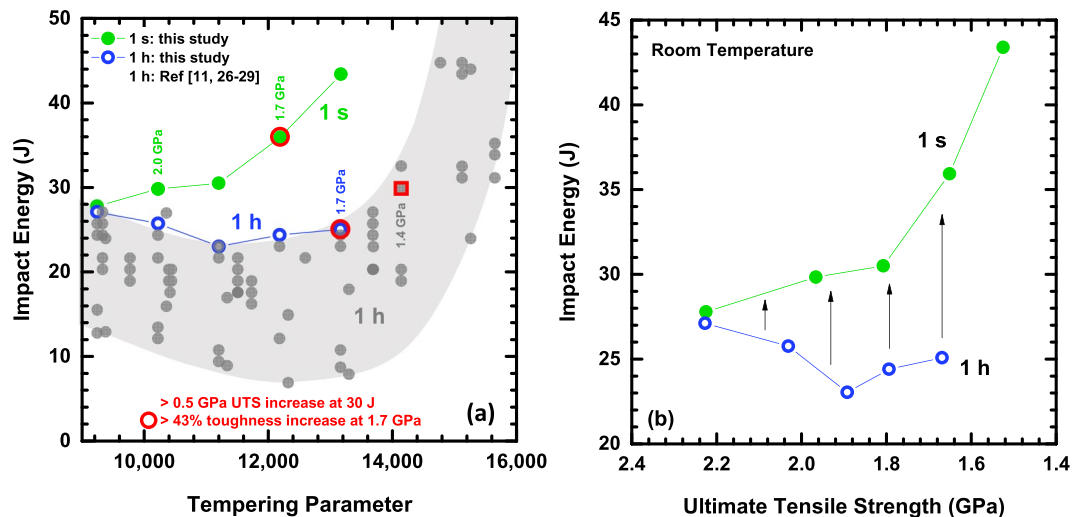 50
40
30
20
10
0
Impact Energy (J)
1 s: this study
1 h: this study
1 h: Ref [11, 26-29]
2.0 GPa
1.7 GPa
1 s
1 h
1.7 GPa
1.4 GPa
1 h
> 0.5 GPa UTS increase at 30 J
> 43% toughness increase at 1.7 GPa
(a)
10,000 12,000 14,000 16,000
Tempering Parameter
45
40
35
30
25
20
Impact Energy (J)
Room Temperature
1 s
1 h
(b)
2.4 2.2 2.0 1.8 1.6 1.4
Ultimate Tensile Strength (GPa)